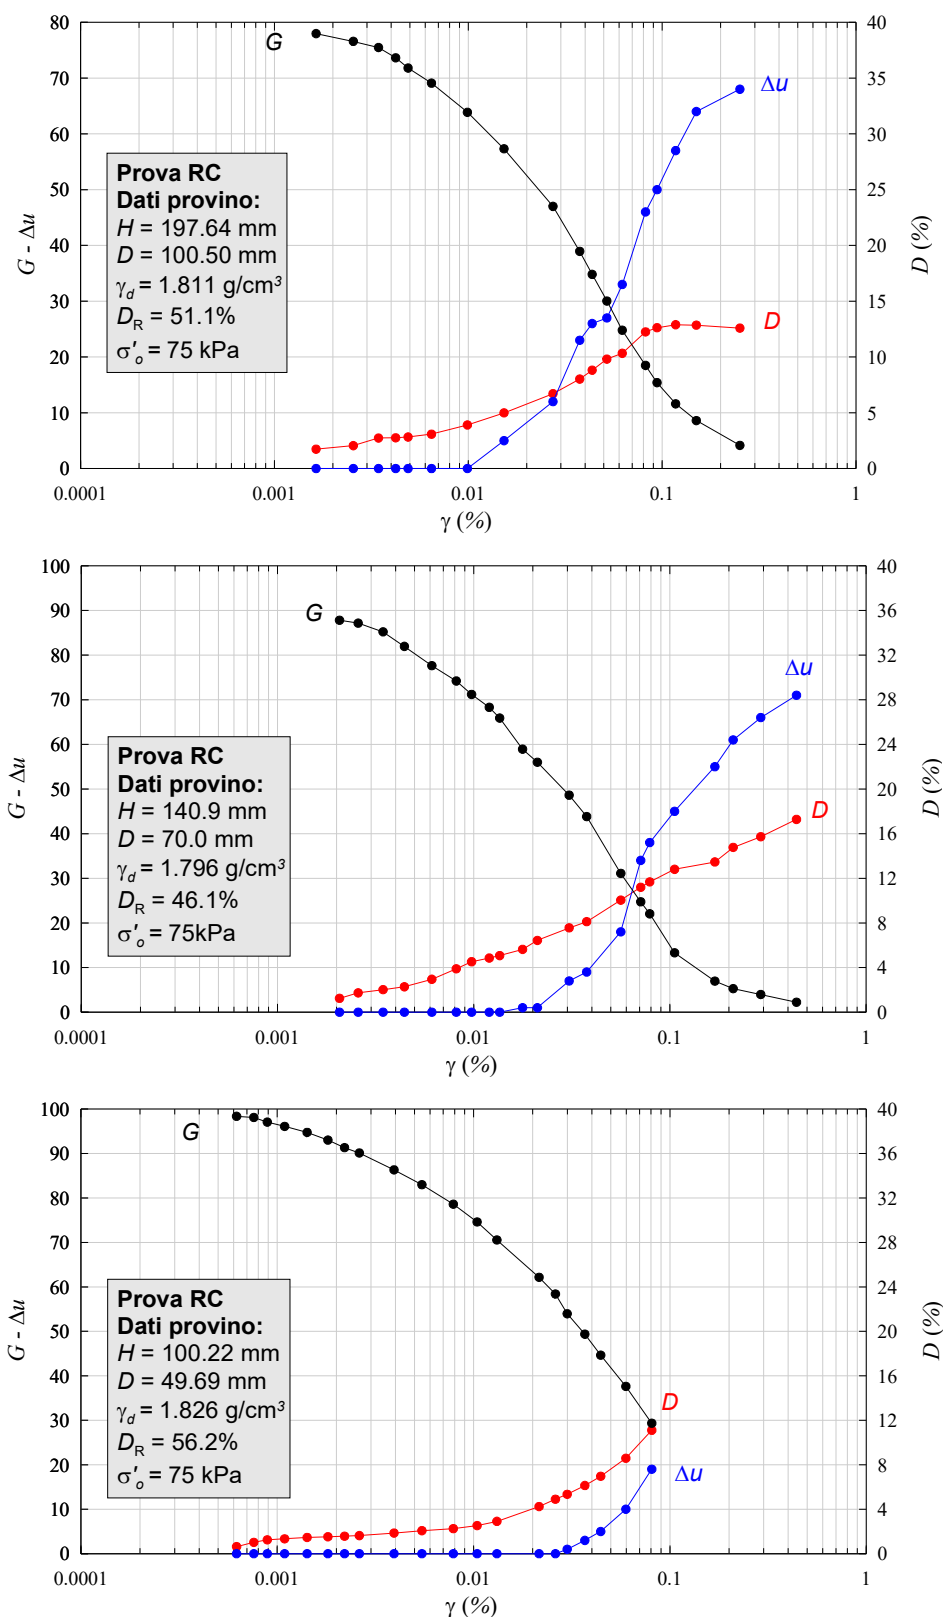 80
70
60
50
40
30
20
10
0
G - Δu
40
35
30
25
20
15
10
5
0
D (%)
G
Δu
D
Prova RC
Dati provino:
H = 197.64 mm
D = 100.50 mm
γd = 1.811 g/cm³
DR = 51.1%
σ'o = 75 kPa
0.0001 0.001 0.01 0.1 1
γ (%)
100
90
80
70
60
50
40
30
20
10
0
G - Δu
40
36
32
28
24
20
16
12
8
4
0
D (%)
G
Δu
D
Prova RC
Dati provino:
H = 140.9 mm
D = 70.0 mm
γd = 1.796 g/cm³
DR = 46.1%
σ'o = 75kPa
0.0001 0.001 0.01 0.1 1
γ (%)
100
90
80
70
60
50
40
30
20
10
0
G - Δu
40
36
32
28
24
20
16
12
8
4
0
D (%)
G
D
Δu
Prova RC
Dati provino:
H = 100.22 mm
D = 49.69 mm
γd = 1.826 g/cm³
DR = 56.2%
σ'o = 75 kPa
0.0001 0.001 0.01 0.1 1
γ (%)